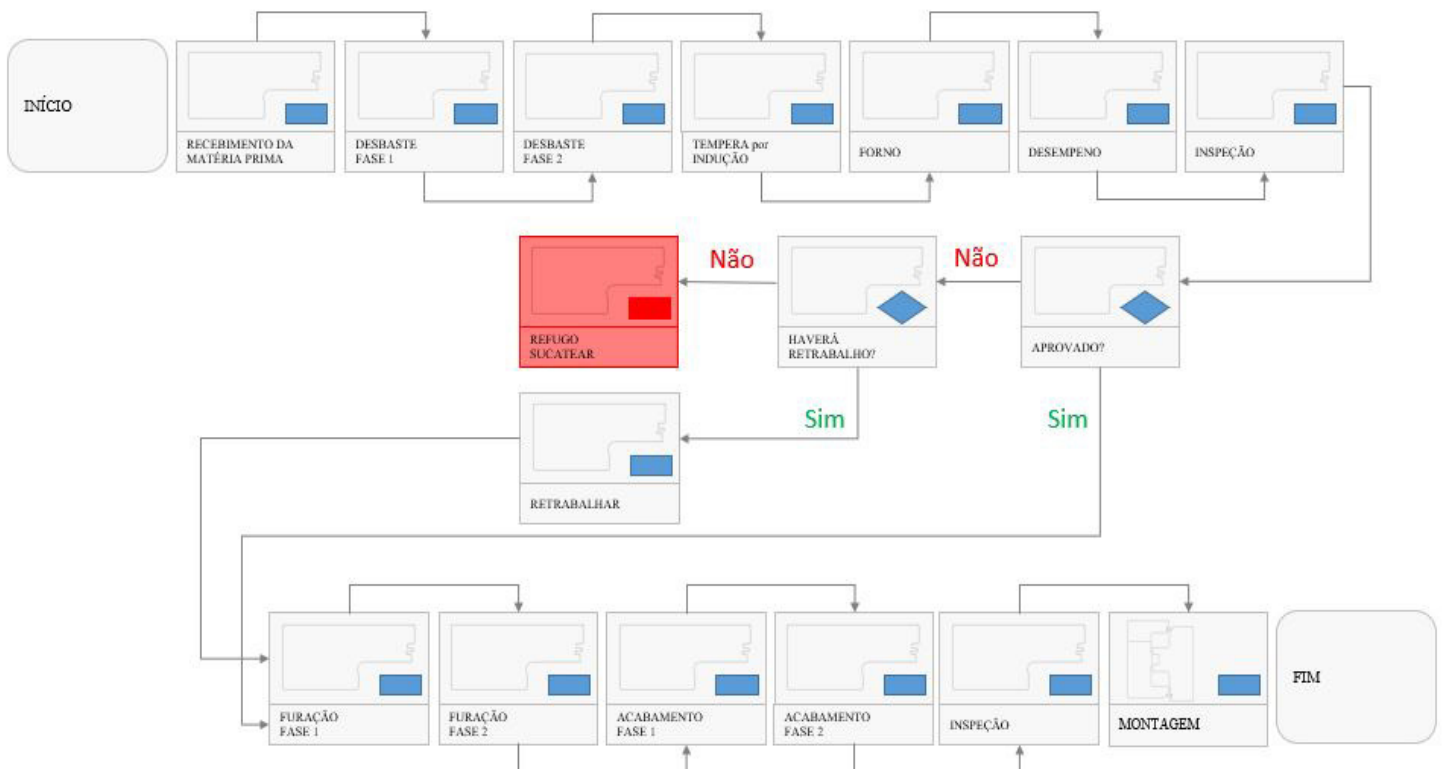 INÍCIO
RECEBIMENTO DA
MATÉRIA PRIMA
DESBASTE
FASE 1
DESBASTE
FASE 2
TEMPERA por
INDUÇÃO
FORNO
DESEMPENO
INSPEÇÃO
REFUGO
SUCATEAR
Não
HAVERÁ
RETRABALHO?
Não
APROVADO?
Sim
Sim
RETRABALHAR
FURAÇÃO
FASE 1
FURAÇÃO
FASE 2
ACABAMENTO
FASE 1
ACABAMENTO
FASE 2
INSPEÇÃO
MONTAGEM
FIM